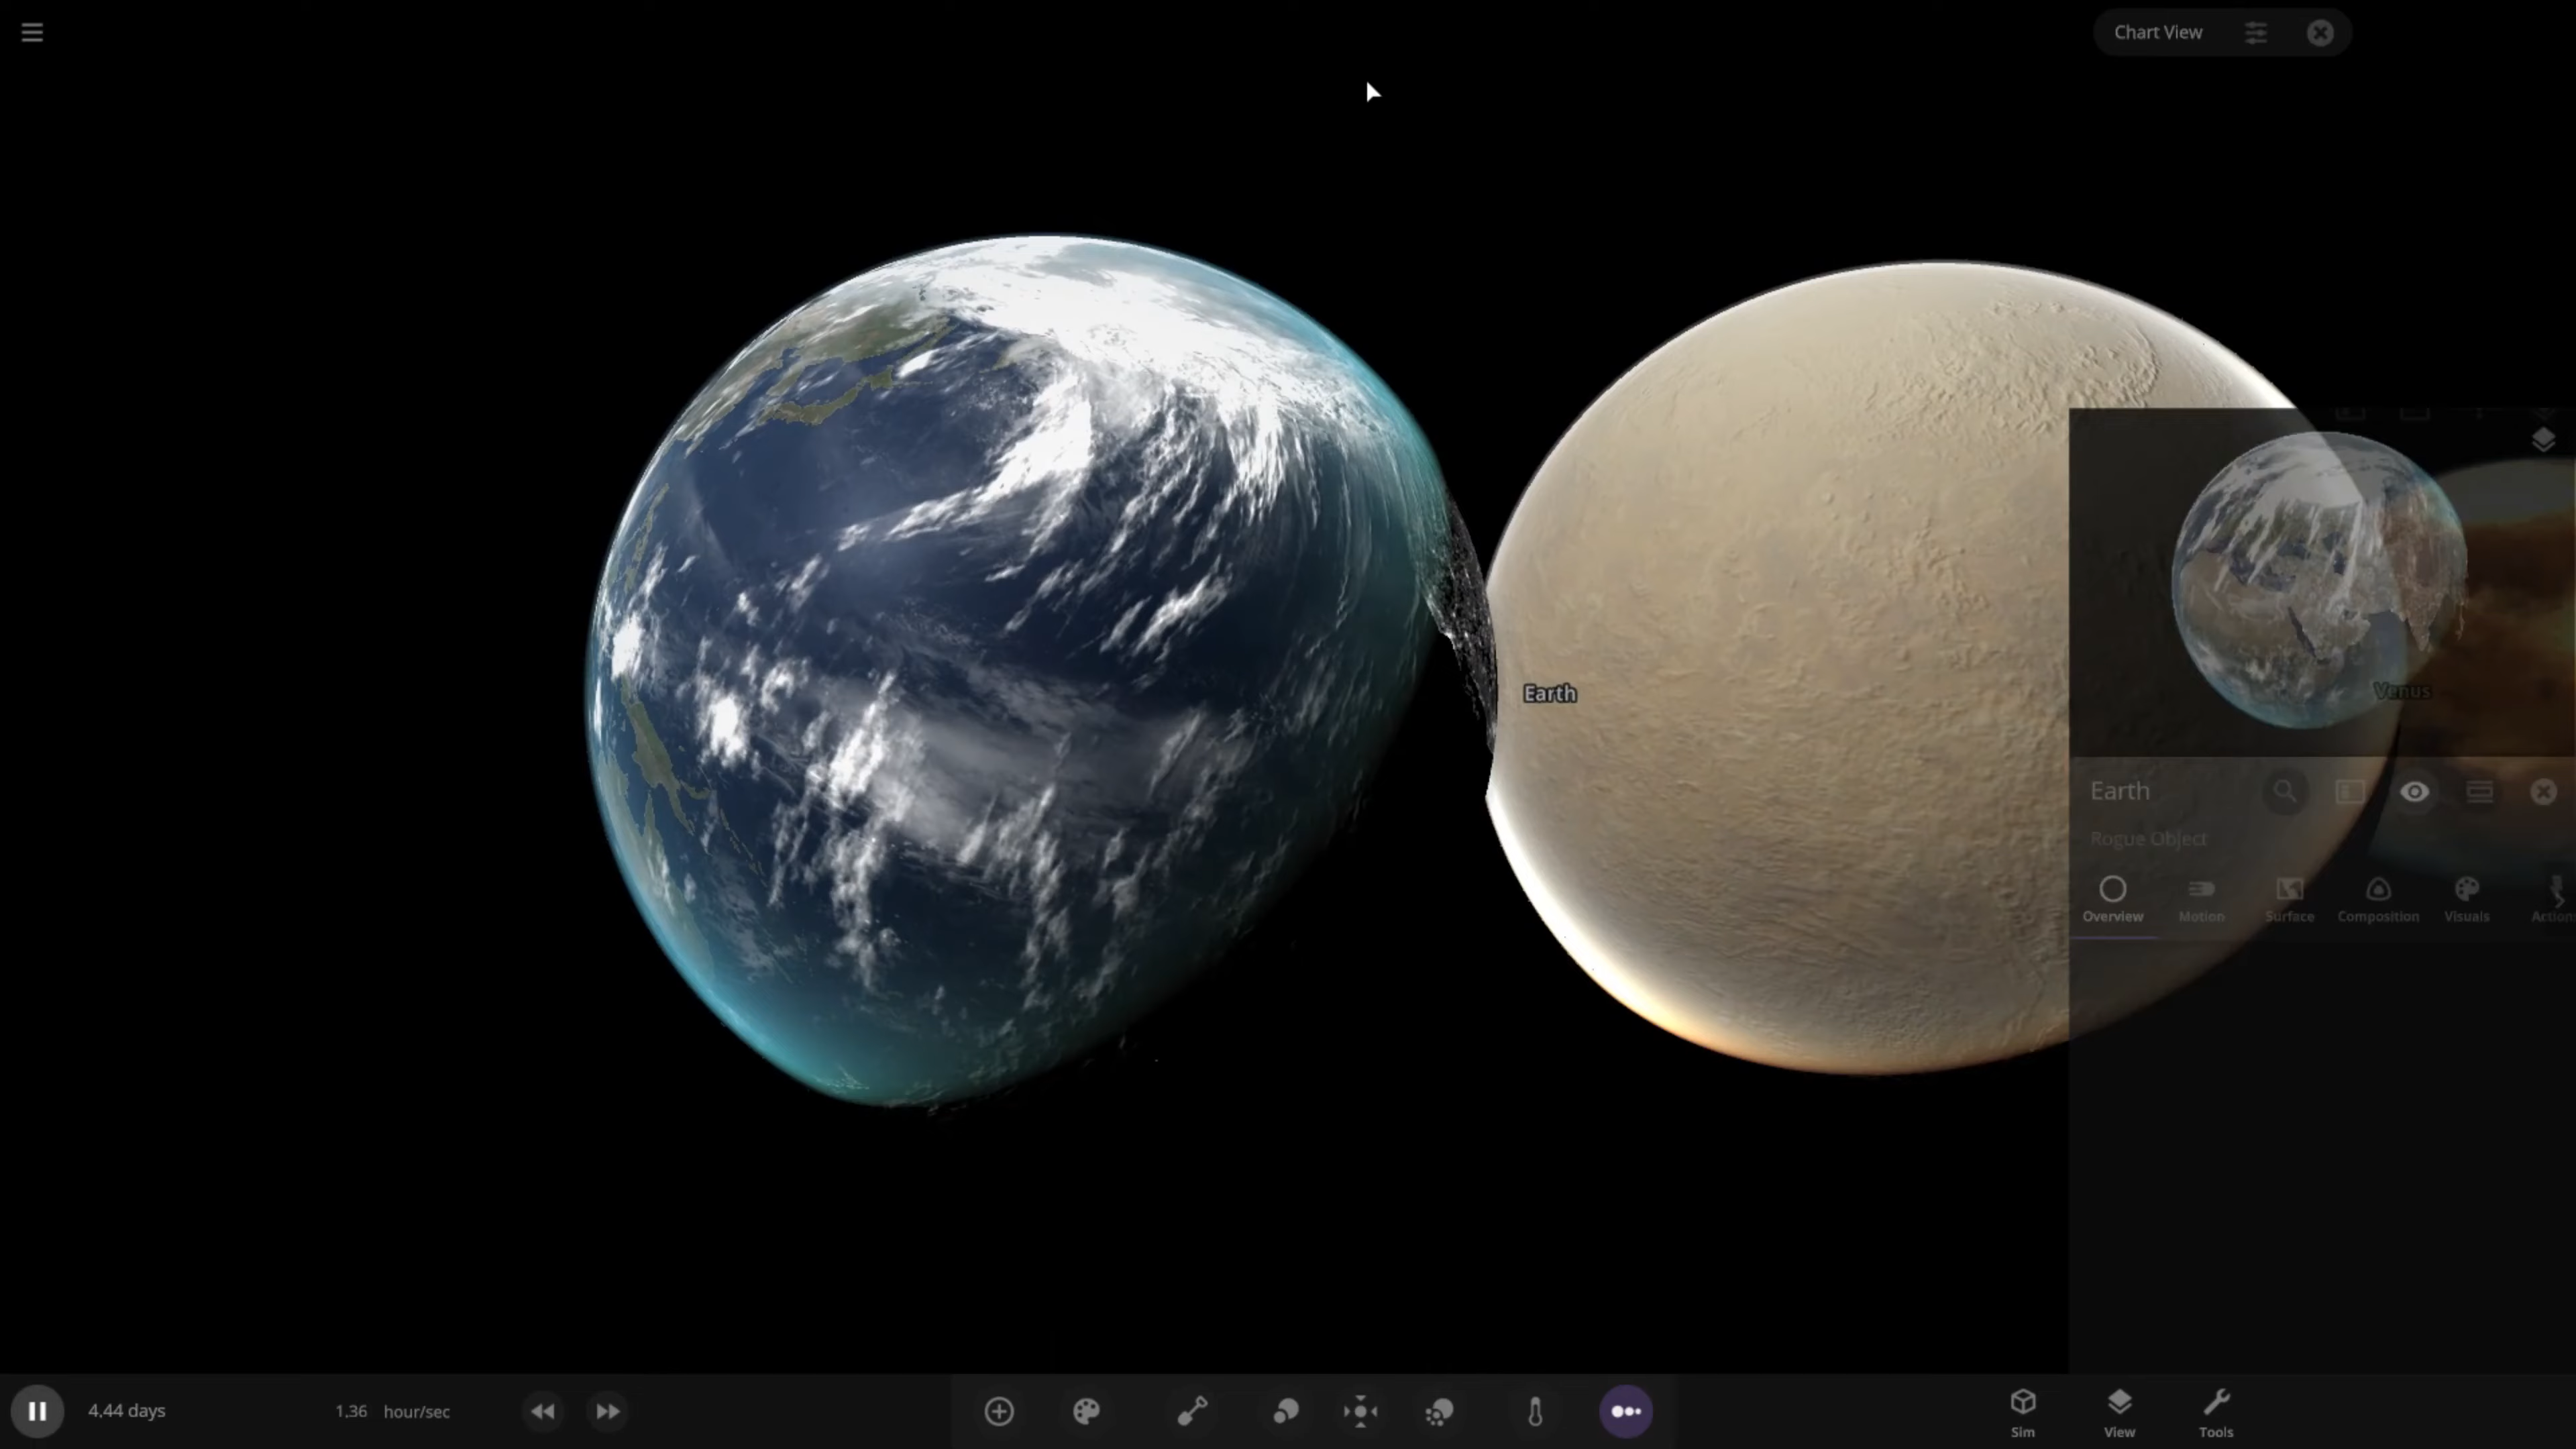 Chart View
Earth
Venus
Earth
Rogue Object
Overview
Motion
Surface
Composition
Visuals
Action
4.44 days
1.36 hour/sec
Sim
View
Tools